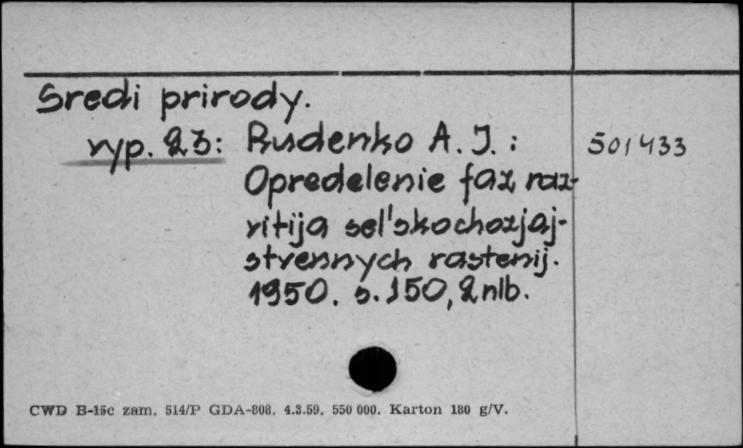 Sredi prirody.
vyp. 23: Rudenko A. I. : 501433
Opredelenie faz raz-
vitija sel'skochozjaj-
stvennych rastenij.
1950. s. 150, 2 nlb.
CWD B-15c zam. 514/P GDA-808. 4.3.59. 550 000. Karton 180 g/V.